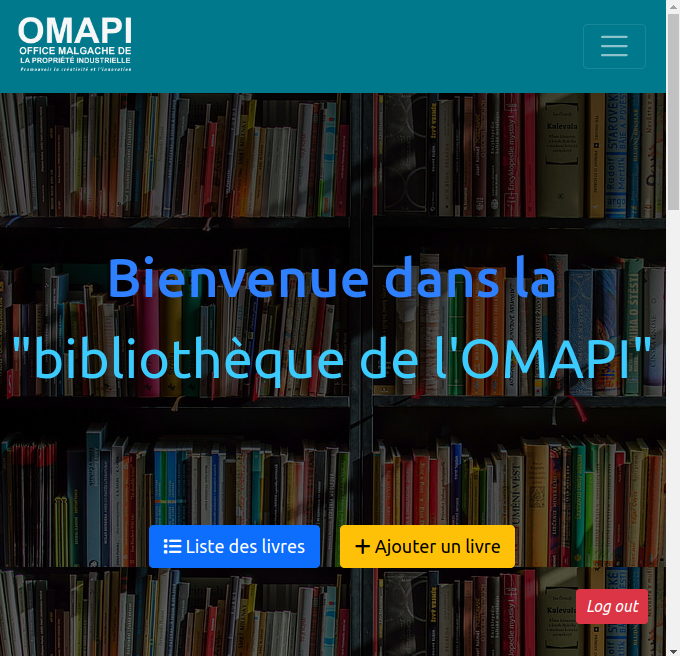 OMAPI
OFFICE MALGACHE DE
LA PROPRIÉTÉ INDUSTRIELLE
Promouvoir la créativité et l'innovation
Bienvenue dans la
"bibliothèque de l'OMAPI"
Liste des livres
Ajouter un livre
Log out